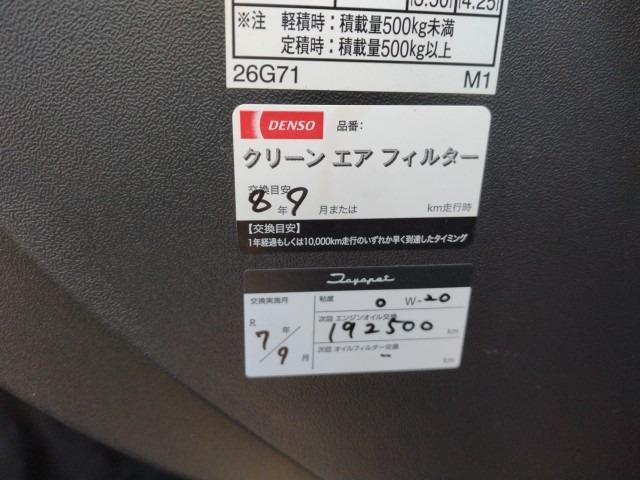 ※注 軽積時：積載量500kg未満
定積時：積載量500kg以上
26G71 M1
DENSO 品番：
クリーン エア フィルター
交換目安
8年9月または km走行時
【交換目安】
1年経過もしくは10,000km走行のいずれか早く到達したタイミング
Toyopet
交換実施月 粘度 0 W-20
次回 エンジンオイル交換
R 7年 192500 km
9月 次回 オイルフィルター交換
- km